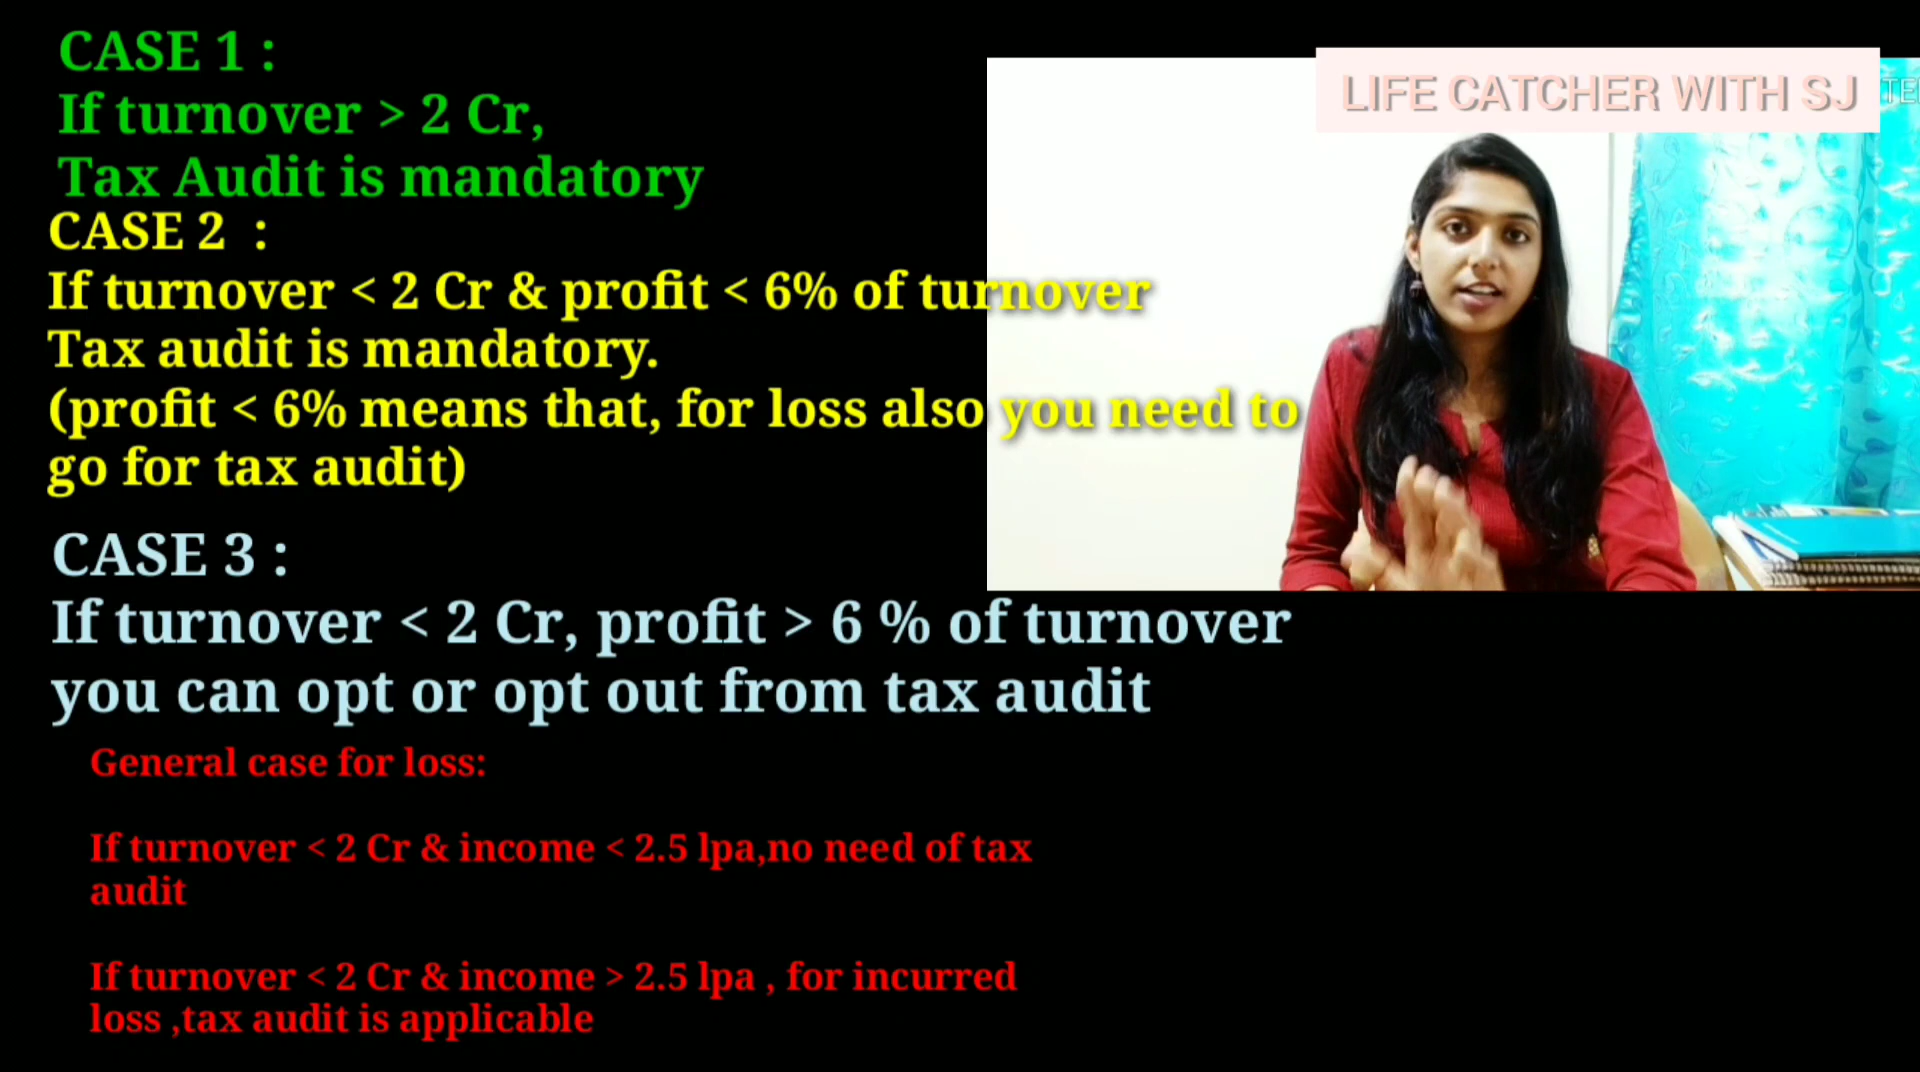 CASE 1 :
If turnover > 2 Cr,
Tax Audit is mandatory
CASE 2  :
If turnover < 2 Cr & profit < 6% of turnover
Tax audit is mandatory.
(profit < 6% means that, for loss also you need to
go for tax audit)
CASE 3 :
If turnover < 2 Cr, profit > 6 % of turnover
you can opt or opt out from tax audit
General case for loss:
If turnover < 2 Cr & income < 2.5 lpa,no need of tax
audit
If turnover < 2 Cr & income > 2.5 lpa , for incurred
loss ,tax audit is applicable
LIFE CATCHER WITH SJ